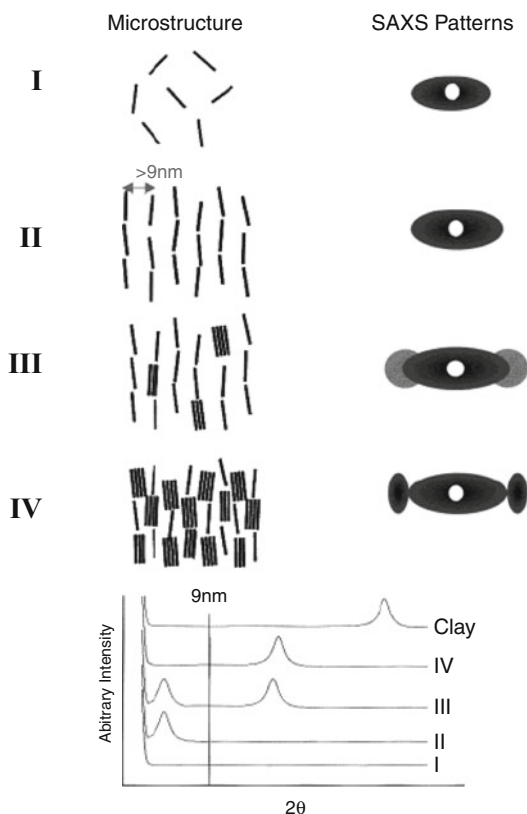 Microstructure SAXS Patterns
I
>9nm
II
III
IV
9nm
Clay
IV
III
II
I
Abitrary Intensity
2θ